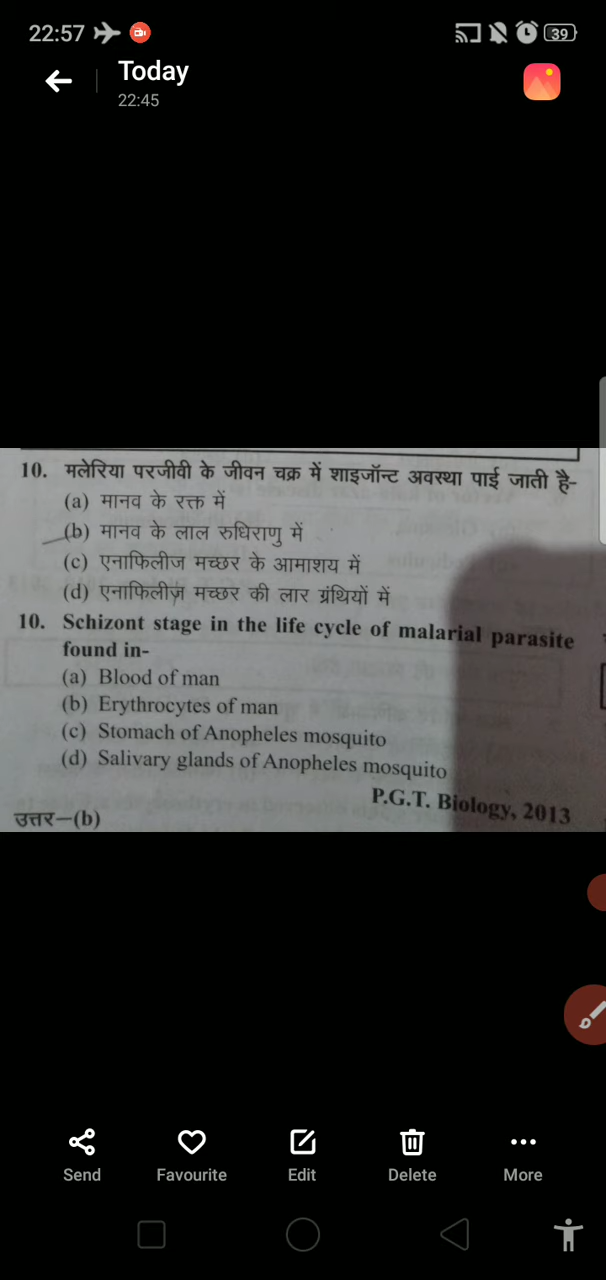 22:57
39
Today
22:45
10. मलेरिया परजीवी के जीवन चक्र में शाइजॉन्ट अवस्था पाई जाती है-
(a) मानव के रक्त में
(b) मानव के लाल रुधिराणु में
(c) एनाफिलीज मच्छर के आमाशय में
(d) एनाफिलीज़ मच्छर की लार ग्रंथियों में
10. Schizont stage in the life cycle of malarial parasite
found in-
(a) Blood of man
(b) Erythrocytes of man
(c) Stomach of Anopheles mosquito
(d) Salivary glands of Anopheles mosquito
P.G.T. Biology, 2013
उत्तर–(b)
Send Favourite Edit Delete More